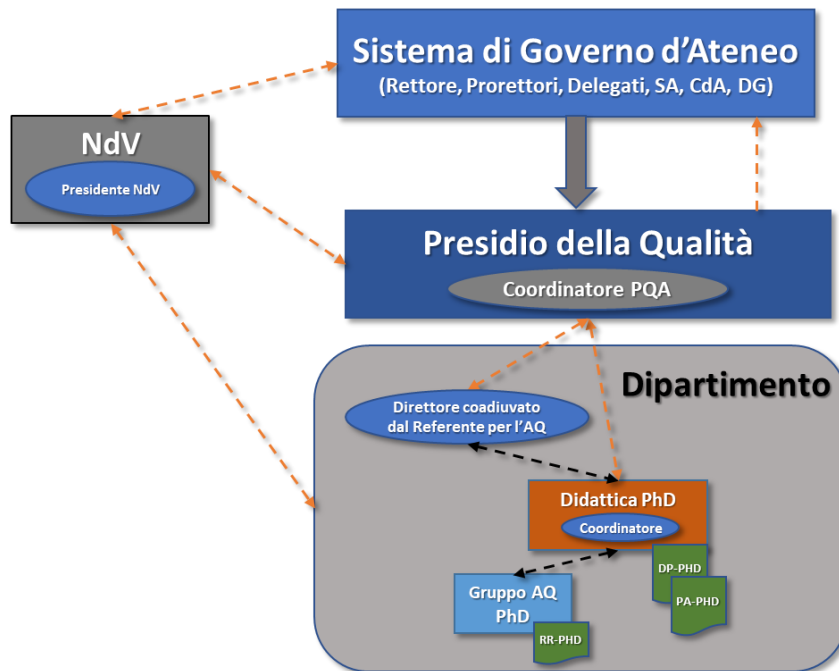 Sistema di Governo d'Ateneo
(Rettore, Prorettori, Delegati, SA, CdA, DG)
NdV
Presidente NdV
Presidio della Qualità
Coordinatore PQA
Dipartimento
Direttore coadiuvato
dal Referente per l'AQ
Didattica PhD
Coordinatore
DP-PHD
PA-PHD
Gruppo AQ
PhD
RR-PHD